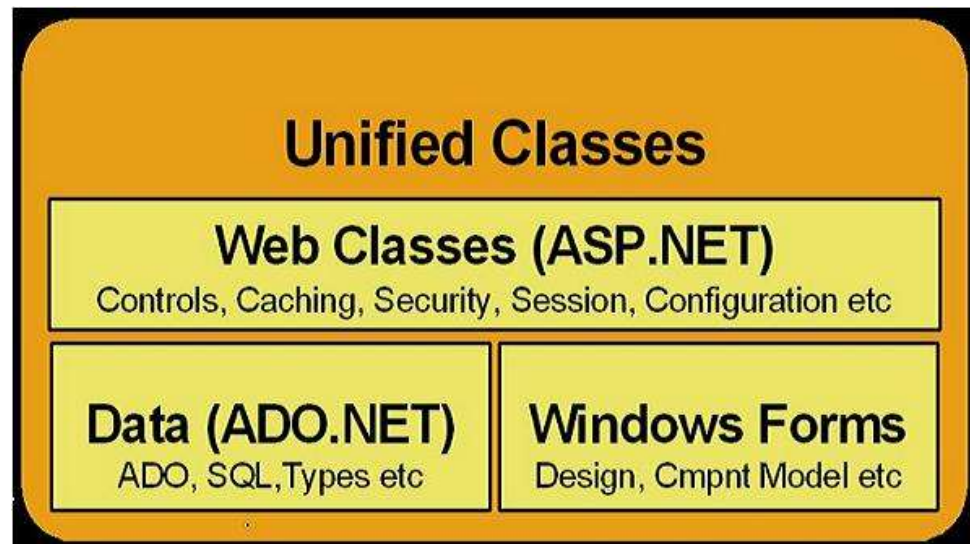 Unified Classes
Web Classes (ASP.NET)
Controls, Caching, Security, Session, Configuration etc
Data (ADO.NET)
ADO, SQL,Types etc
Windows Forms
Design, Cmpnt Model etc